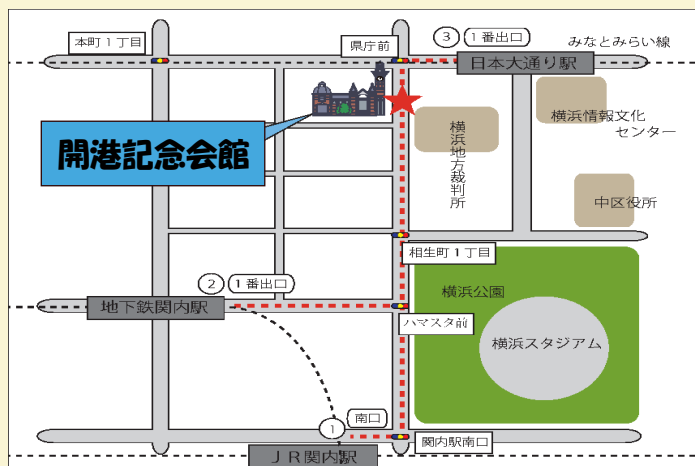 本町1丁目
県庁前
③ 1番出口
みなとみらい線
日本大通り駅
開港記念会館
横浜地方裁判所
横浜情報文化
センター
中区役所
相生町1丁目
② 1番出口
地下鉄関内駅
ハマスタ前
横浜公園
横浜スタジアム
① 南口
関内駅南口
JR関内駅